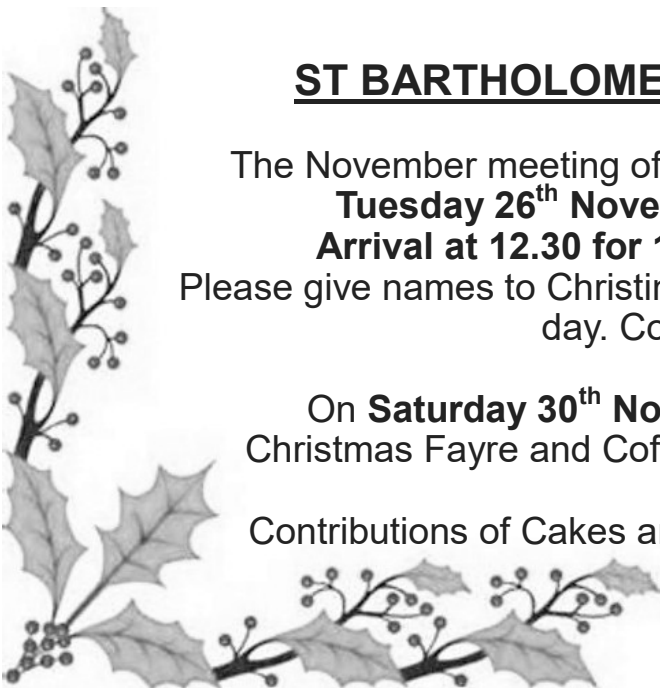 ST BARTHOLOME
The November meeting of
Tuesday 26th Nove
Arrival at 12.30 for 1
Please give names to Christin
day. Co
On Saturday 30th No
Christmas Fayre and Cof
Contributions of Cakes a